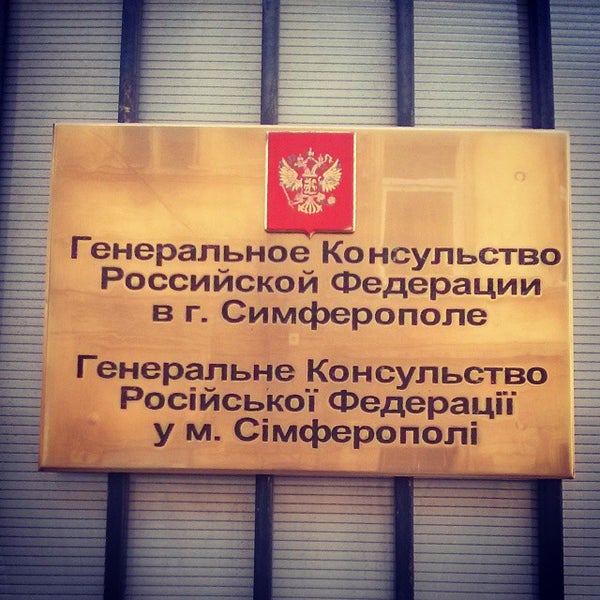 Генеральное Консульство
Российской Федерации
в г. Симферополе
Генеральне Консульство
Російської Федерації
у м. Сімферополі